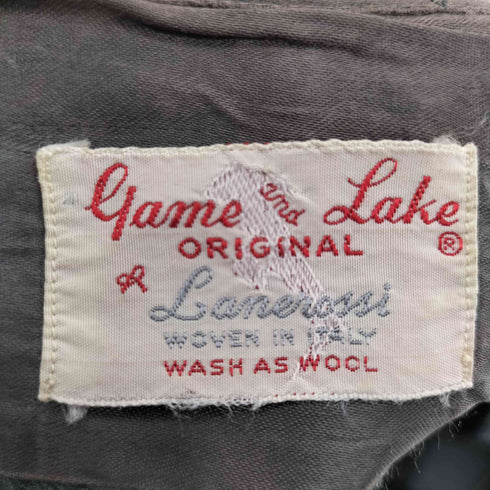 Game and Lake
ORIGINAL ®
Lanerossi
WOVEN IN ITALY
WASH AS WOOL